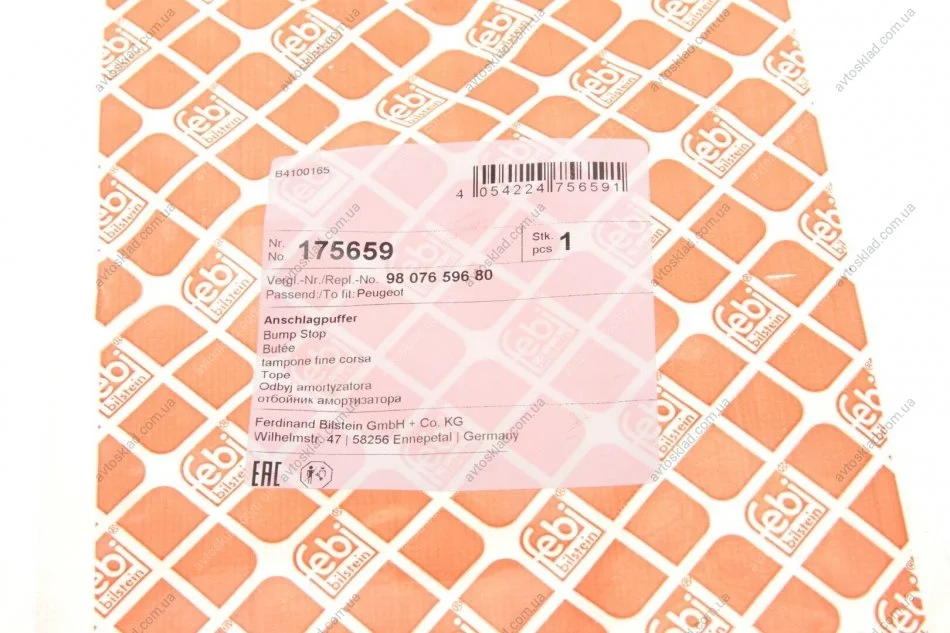 B4100165
4 054224 756591
Nr.
No. 175659
Stk.
pcs 1
Vergl.-Nr./Repl.-No. 98 076 596 80
Passend:/To fit: Peugeot
Anschlagpuffer
Bump Stop
Butée
tampone fine corsa
Tope
Odbyj amortyzatora
отбойник амортизатора
Ferdinand Bilstein GmbH + Co. KG
Wilhelmstr. 47 | 58256 Ennepetal | Germany
EAC
febi®
bilstein
avtosklad.com.ua